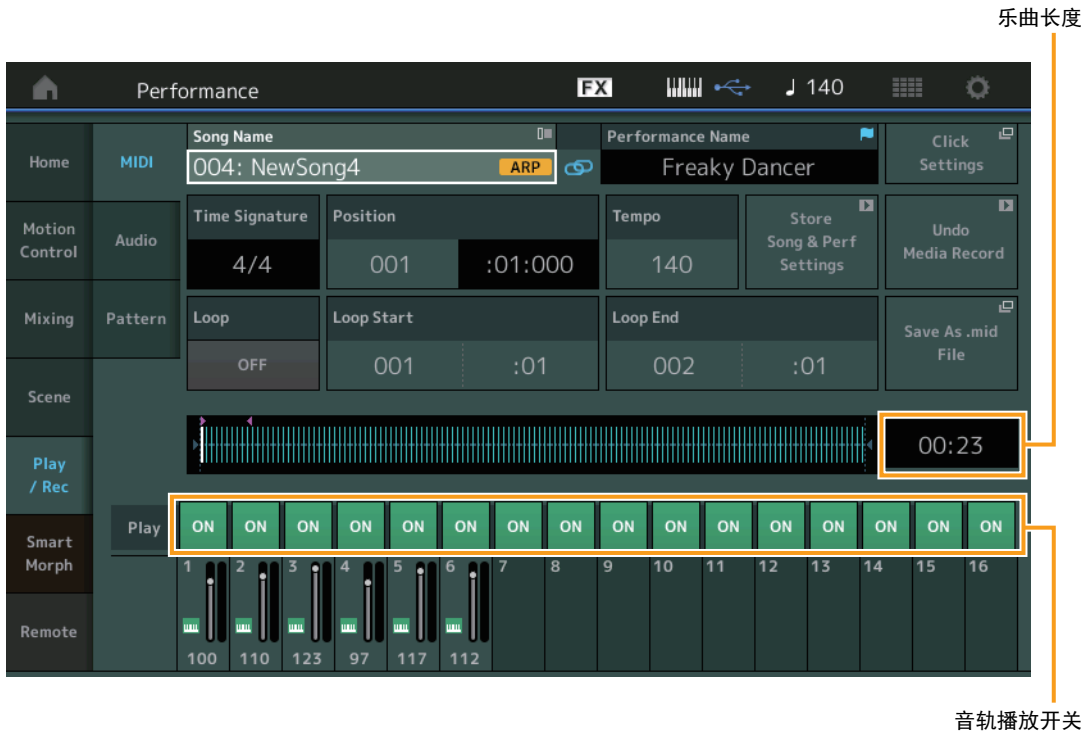 乐曲长度
Performance
FX
♩ 140
Home
MIDI
Song Name
004: NewSong4
ARP
Performance Name
Freaky Dancer
Click
Settings
Motion
Control
Audio
Time Signature
4/4
Position
001
:01:000
Tempo
140
Store
Song & Perf
Settings
Undo
Media Record
Mixing
Pattern
Loop
OFF
Loop Start
001
:01
Loop End
002
:01
Save As .mid
File
Scene
00:23
Play
/ Rec
Play
ON ON ON ON ON ON ON ON ON ON ON ON ON ON ON ON
Smart
Morph
1 2 3 4 5 6 7 8 9 10 11 12 13 14 15 16
Remote
100 110 123 97 117 112
音轨播放开关